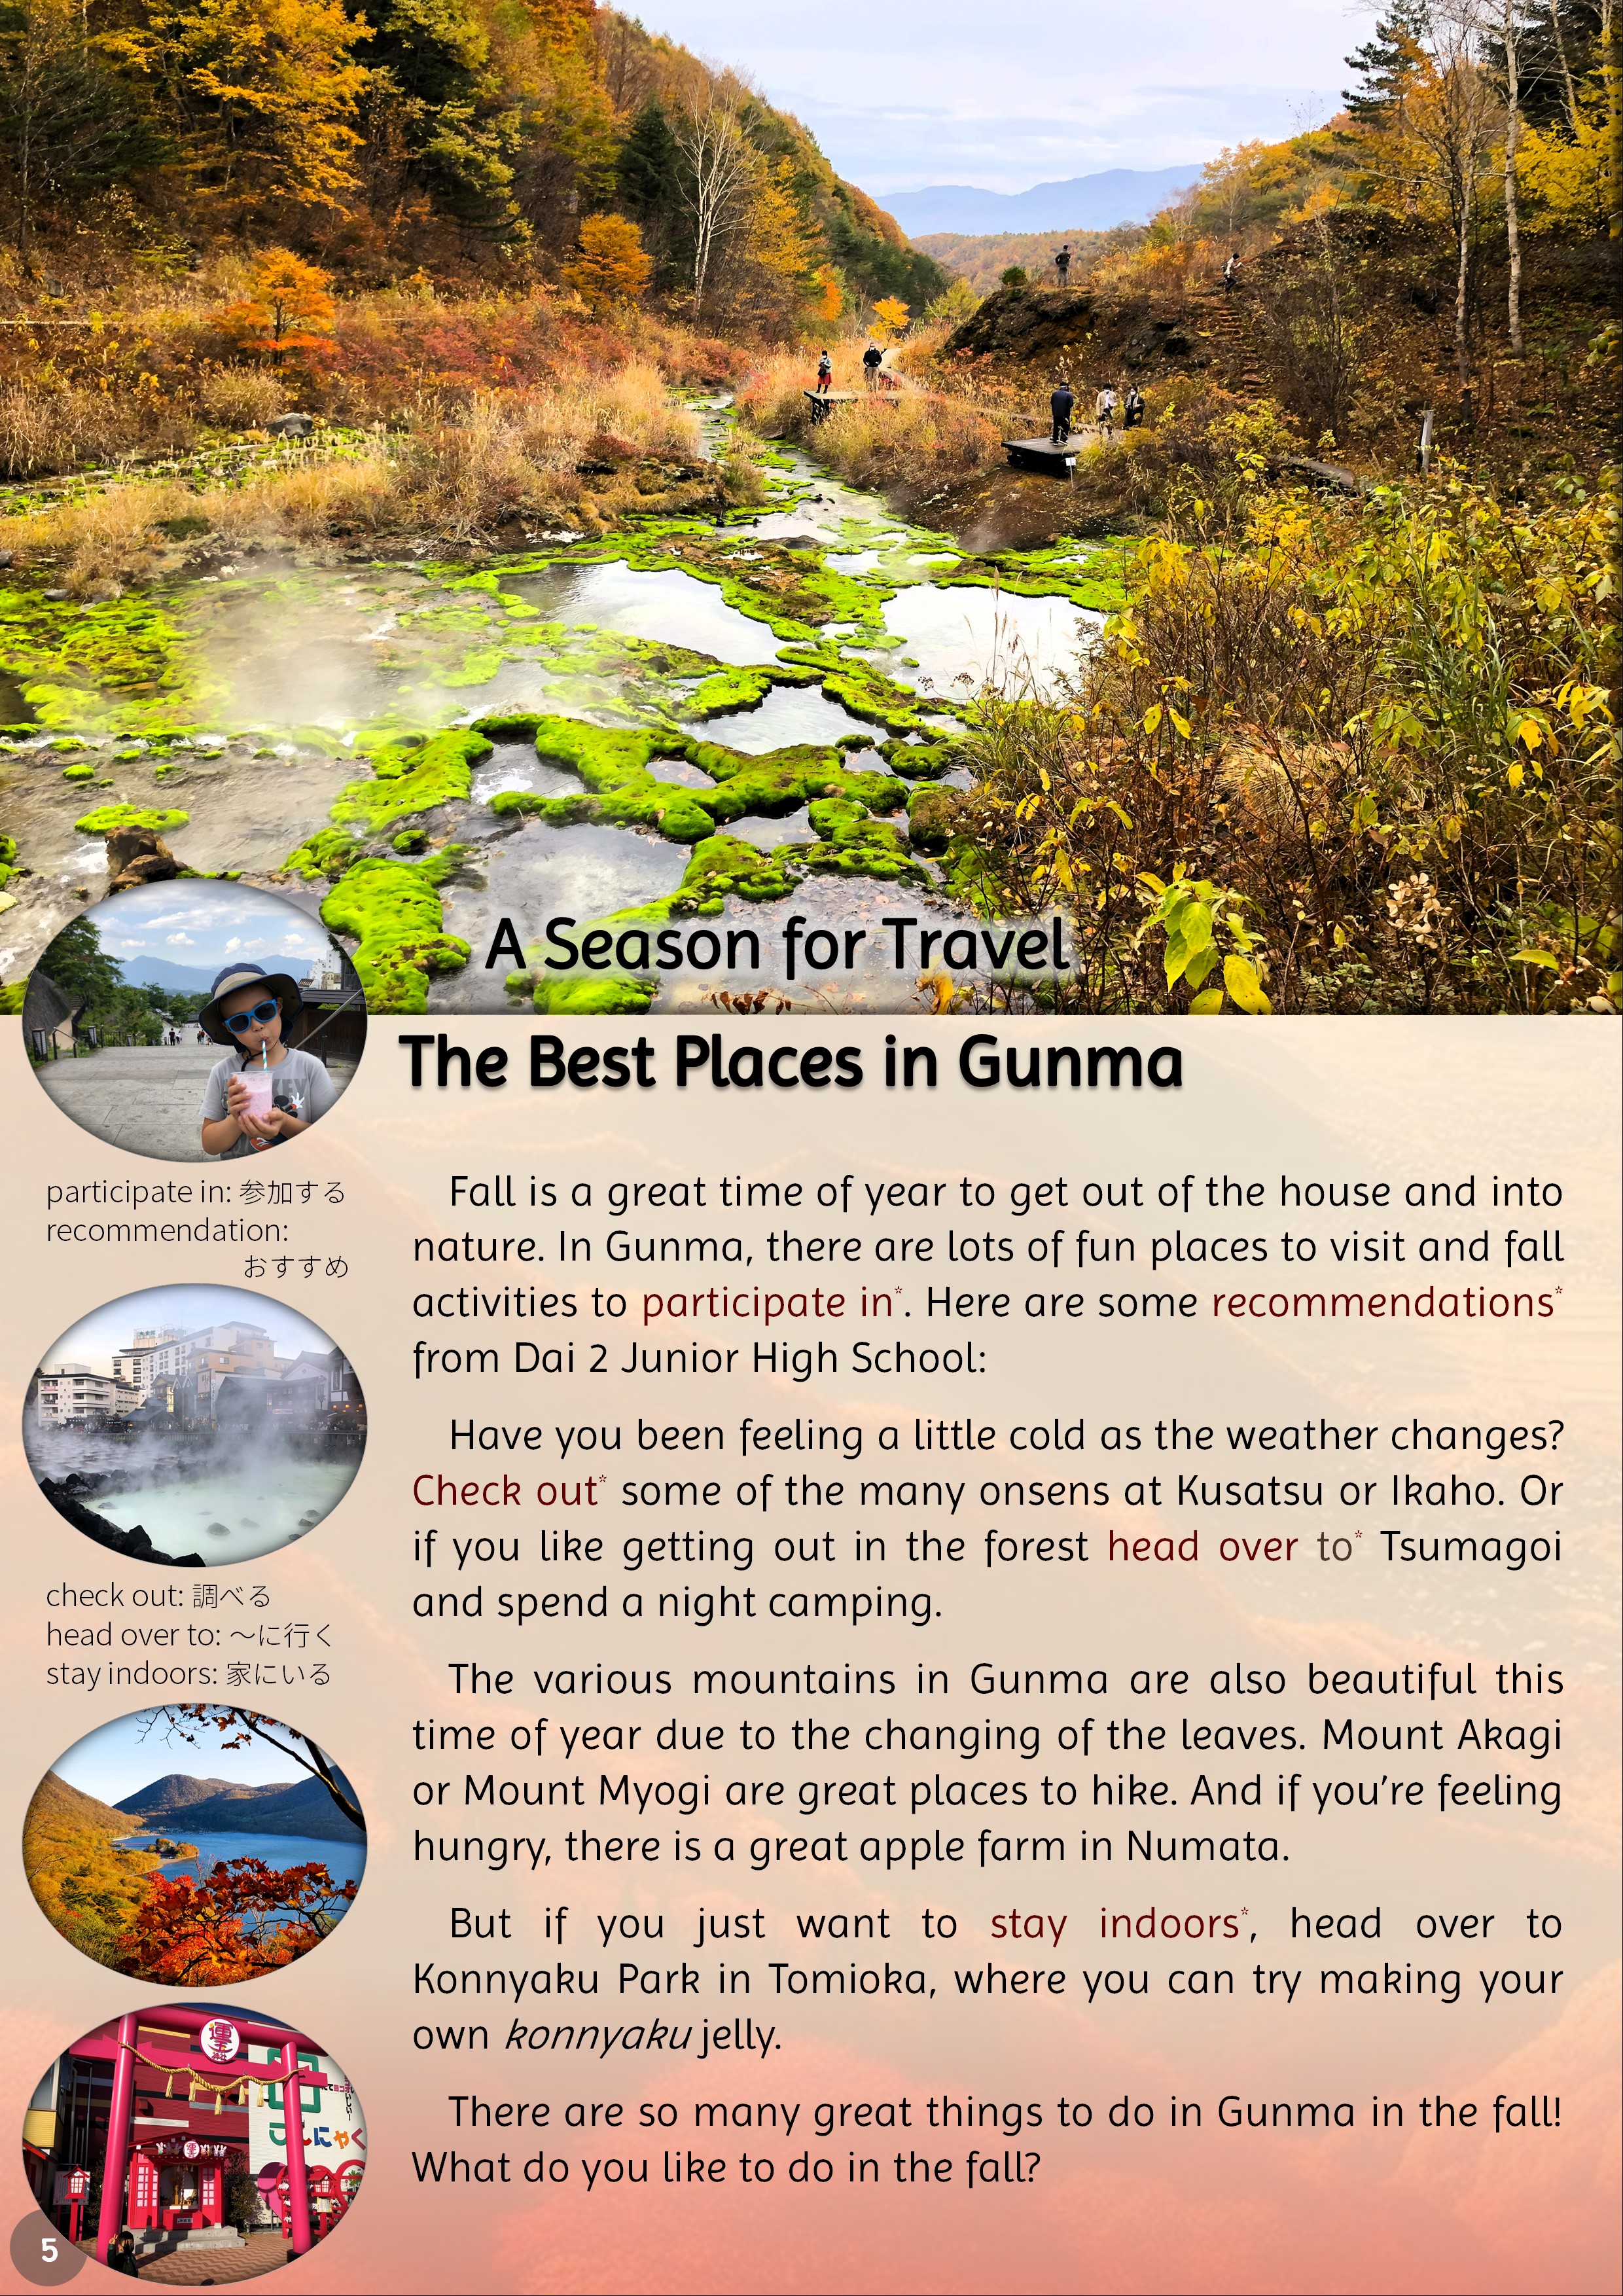 A Season for Travel
The Best Places in Gunma
Fall is a great time of year to get out of the house and into
nature. In Gunma, there are lots of fun places to visit and fall
activities to participate in*. Here are some recommendations*
from Dai 2 Junior High School:
Have you been feeling a little cold as the weather changes?
Check out* some of the many onsens at Kusatsu or Ikaho. Or
if you like getting out in the forest head over to* Tsumagoi
and spend a night camping.
The various mountains in Gunma are also beautiful this
time of year due to the changing of the leaves. Mount Akagi
or Mount Myogi are great places to hike. And if you’re feeling
hungry, there is a great apple farm in Numata.
But if you just want to stay indoors*, head over to
Konnyaku Park in Tomioka, where you can try making your
own konnyaku jelly.
There are so many great things to do in Gunma in the fall!
What do you like to do in the fall?
participate in: 参加する
recommendation:
おすすめ
check out: 調べる
head over to: ～に行く
stay indoors: 家にいる
運
こんにゃく
運
5